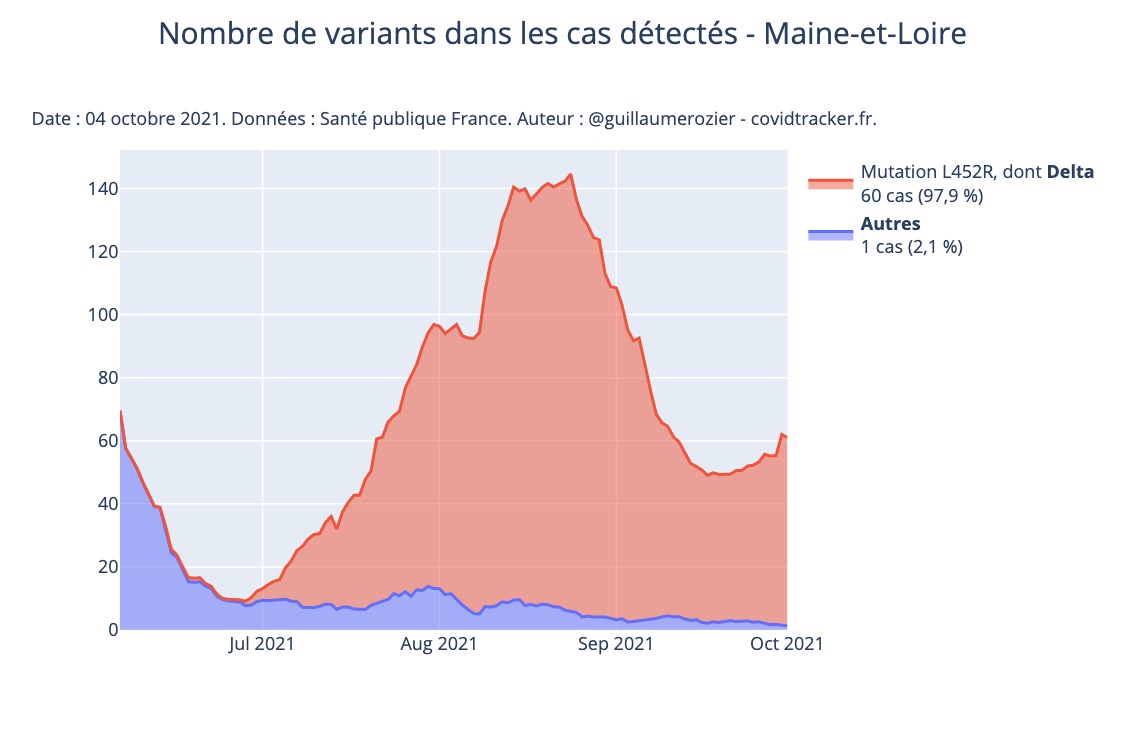 Nombre de variants dans les cas détectés - Maine-et-Loire
Date : 04 octobre 2021. Données : Santé publique France. Auteur : @guillaumerozier - covidtracker.fr.
Mutation L452R, dont Delta
60 cas (97,9 %)
Autres
1 cas (2,1 %)
140
120
100
80
60
40
20
0
Jul 2021
Aug 2021
Sep 2021
Oct 2021